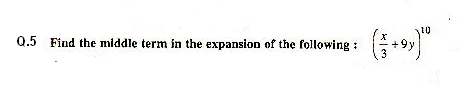 Q.5 Find the middle term in the expansion of the following : (x/3 + 9y)^10